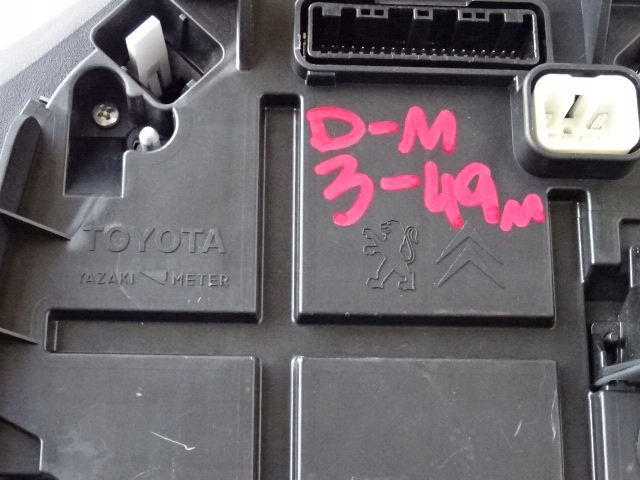 D-M
3-49m
TOYOTA
YAZAKI METER